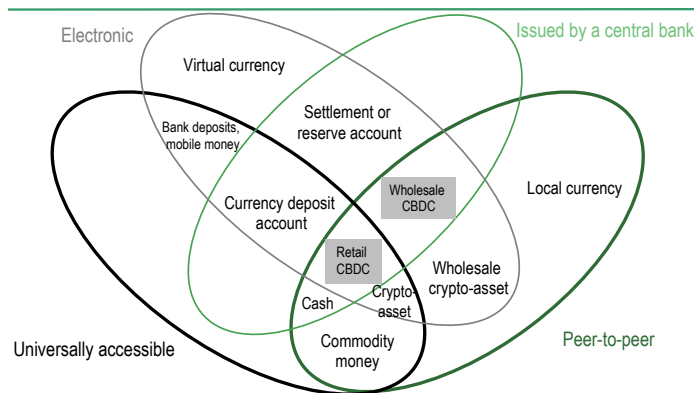 Electronic
Issued by a central bank
Virtual currency
Settlement or
reserve account
Bank deposits,
mobile money
Wholesale
CBDC
Local currency
Currency deposit
account
Retail
CBDC
Wholesale
crypto-asset
Cash
Crypto-
asset
Commodity
money
Universally accessible
Peer-to-peer